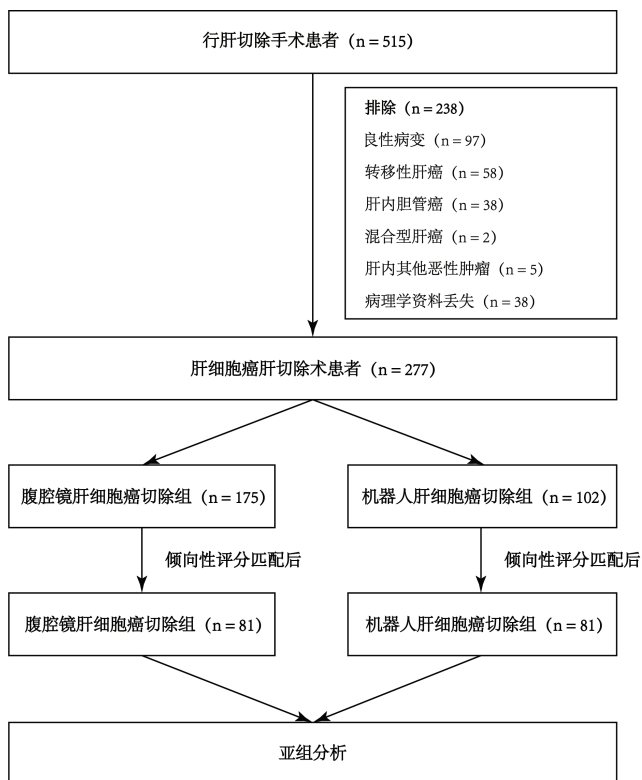 行肝切除手术患者（n = 515）
排除（n = 238）
良性病变（n = 97）
转移性肝癌（n = 58）
肝内胆管癌（n = 38）
混合型肝癌（n = 2）
肝内其他恶性肿瘤（n = 5）
病理学资料丢失（n = 38）
肝细胞癌肝切除术患者（n = 277）
腹腔镜肝细胞癌切除组（n = 175）
机器人肝细胞癌切除组（n = 102）
倾向性评分匹配后
倾向性评分匹配后
腹腔镜肝细胞癌切除组（n = 81）
机器人肝细胞癌切除组（n = 81）
亚组分析